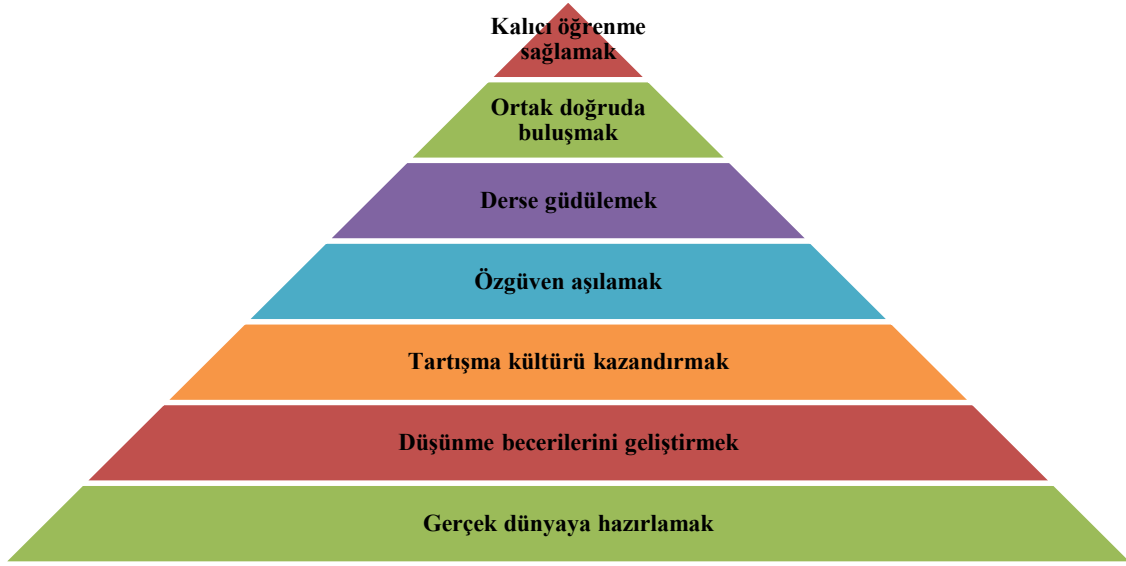 Kalıcı öğrenme
sağlamak
Ortak doğruda
buluşmak
Derse güdülemek
Özgüven aşılamak
Tartışma kültürü kazandırmak
Düşünme becerilerini geliştirmek
Gerçek dünyaya hazırlamak